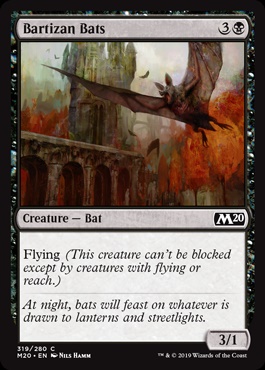 Bartizan Bats 3
Creature — Bat M20
Flying (This creature can't be blocked
except by creatures with flying or
reach.)
At night, bats will feast on whatever is
drawn to lanterns and streetlights.
3/1
319/280 C
M20 • EN Nils Hamm ™ & © 2019 Wizards of the Coast